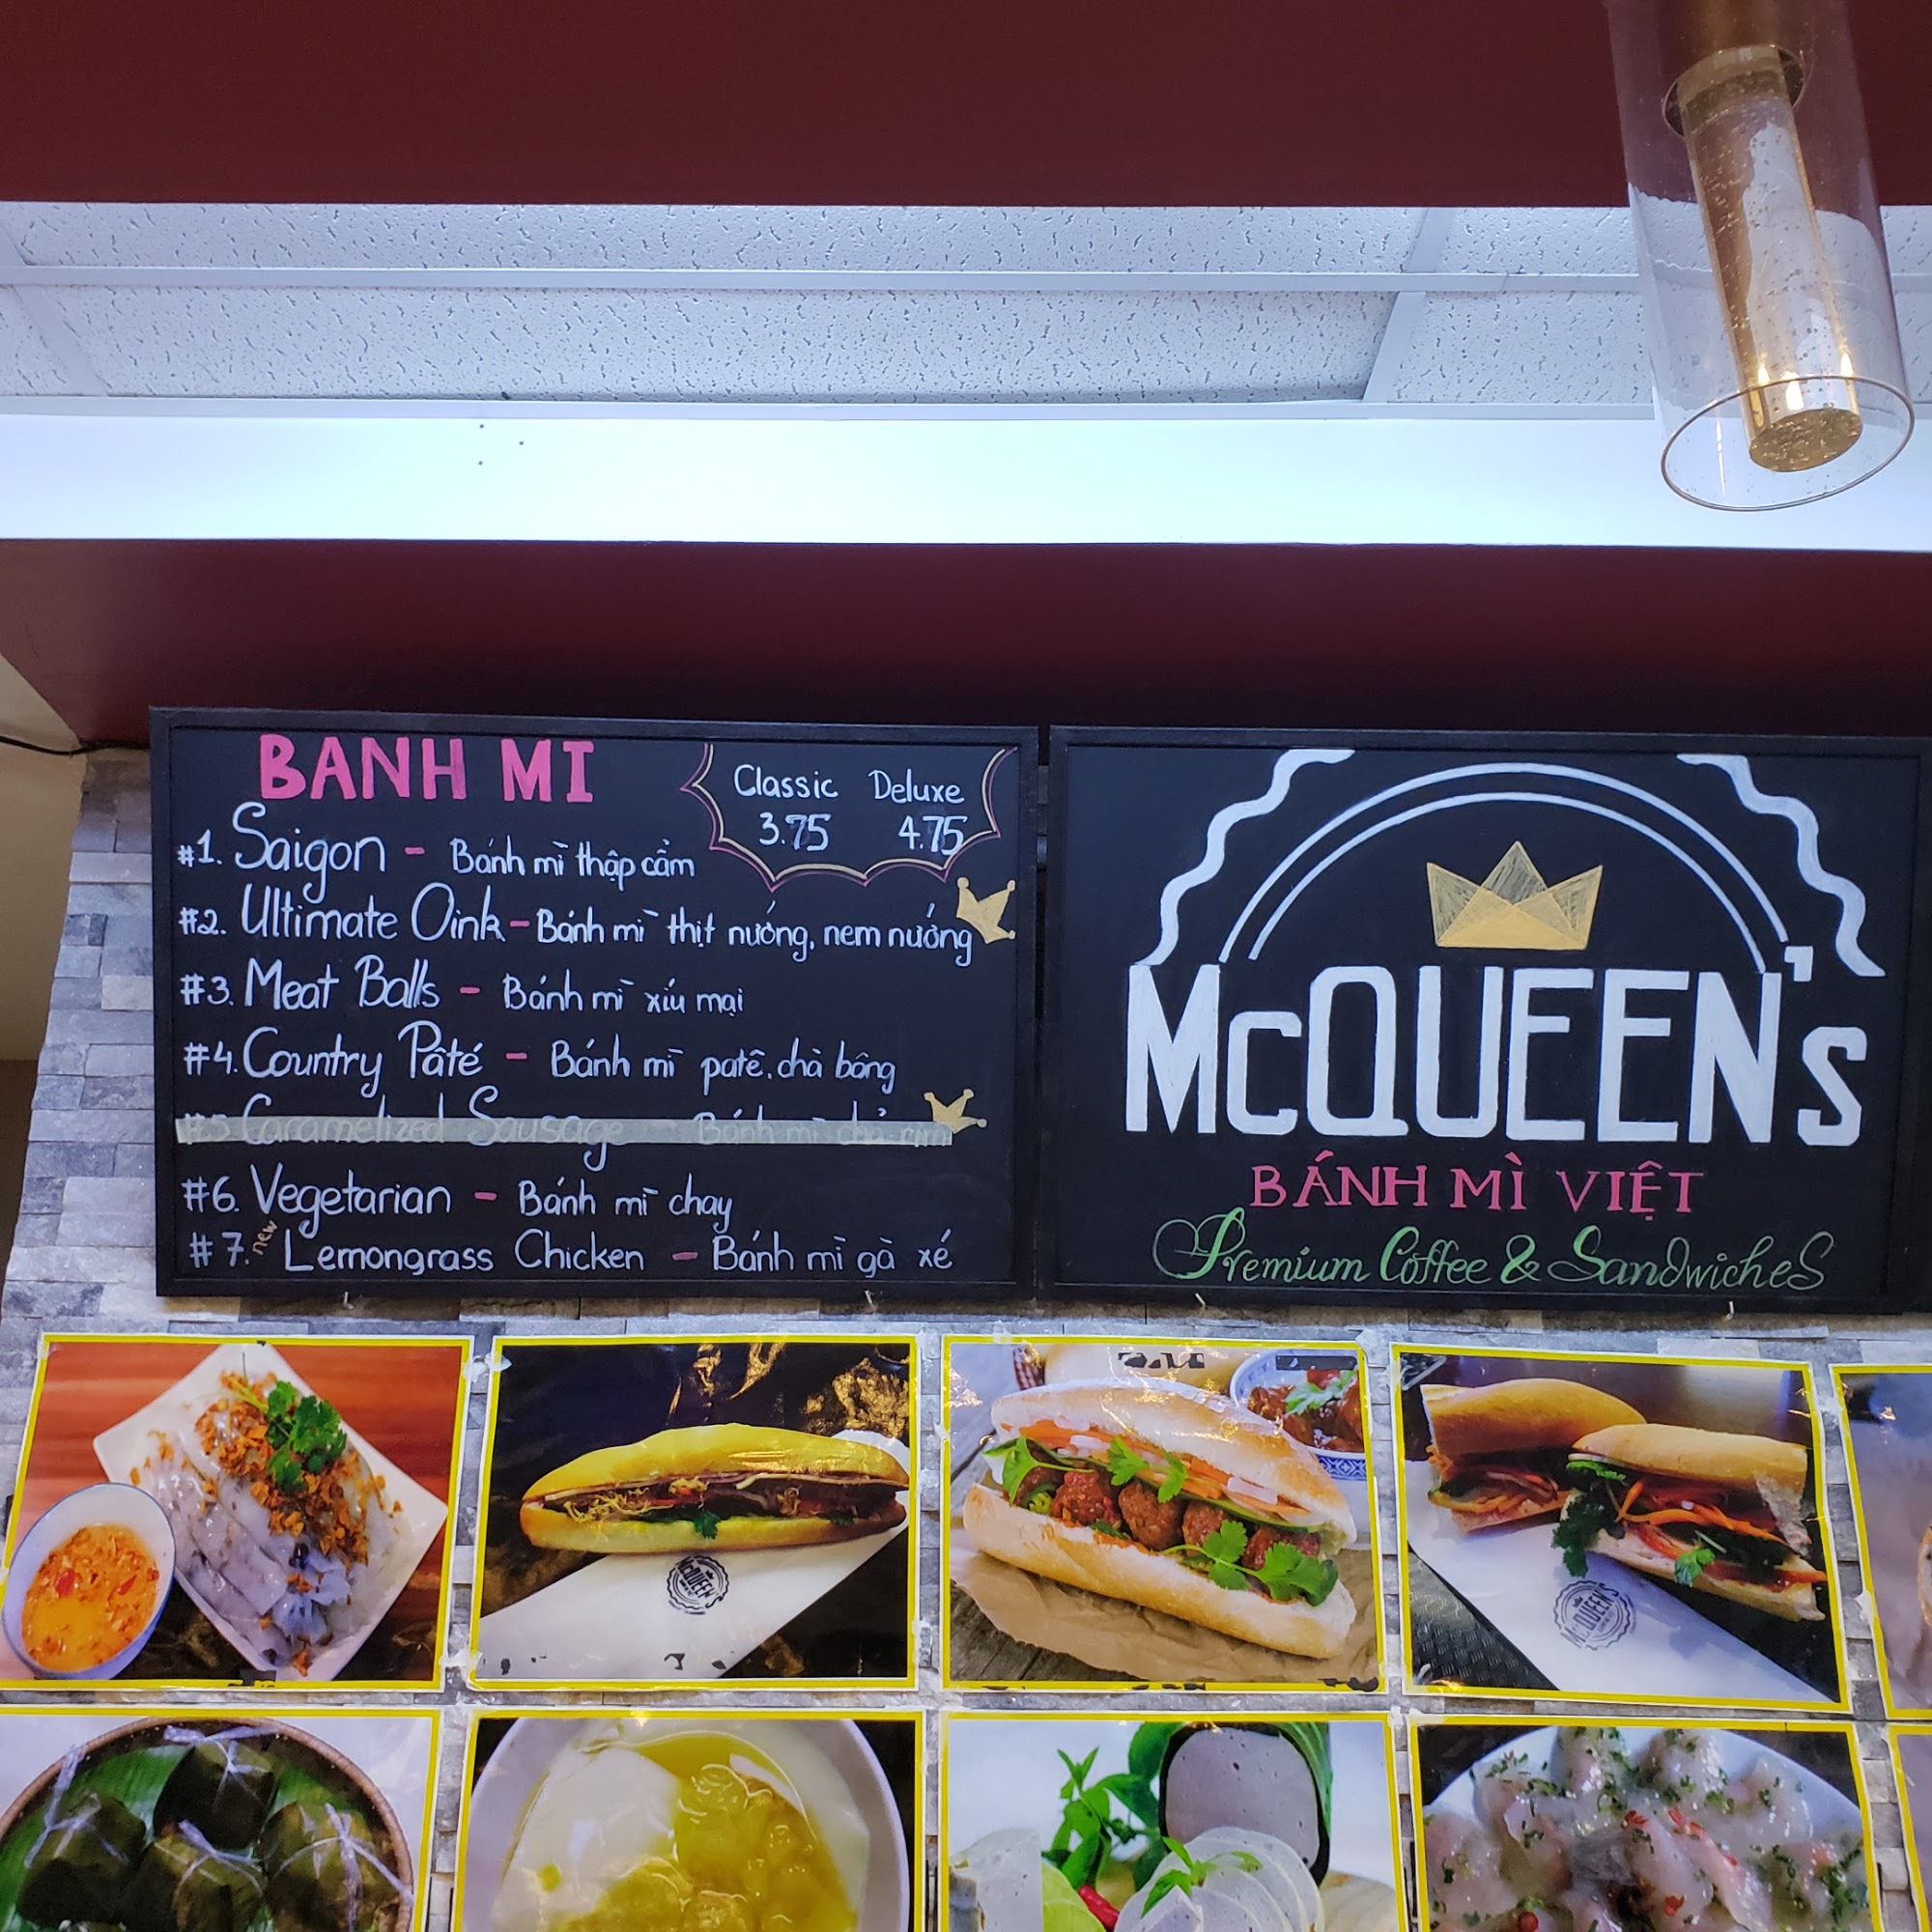 BANH MI
Classic Deluxe
3.75 4.75
#1. Saigon - Bánh mì thập cẩm
#2. Ultimate Oink - Bánh mì thịt nướng, nem nướng
#3. Meat Balls - Bánh mì xíu mại
#4. Country Pâté - Bánh mì patê, chà bông
#5 Caramelized Sausage - Bánh mì chả
#6. Vegetarian - Bánh mì chay
#7. new Lemongrass Chicken - Bánh mì gà xé
McQUEEN's
BÁNH MÌ VIỆT
Premium Coffee & Sandwiches
McQUEEN'S
McQUEEN'S